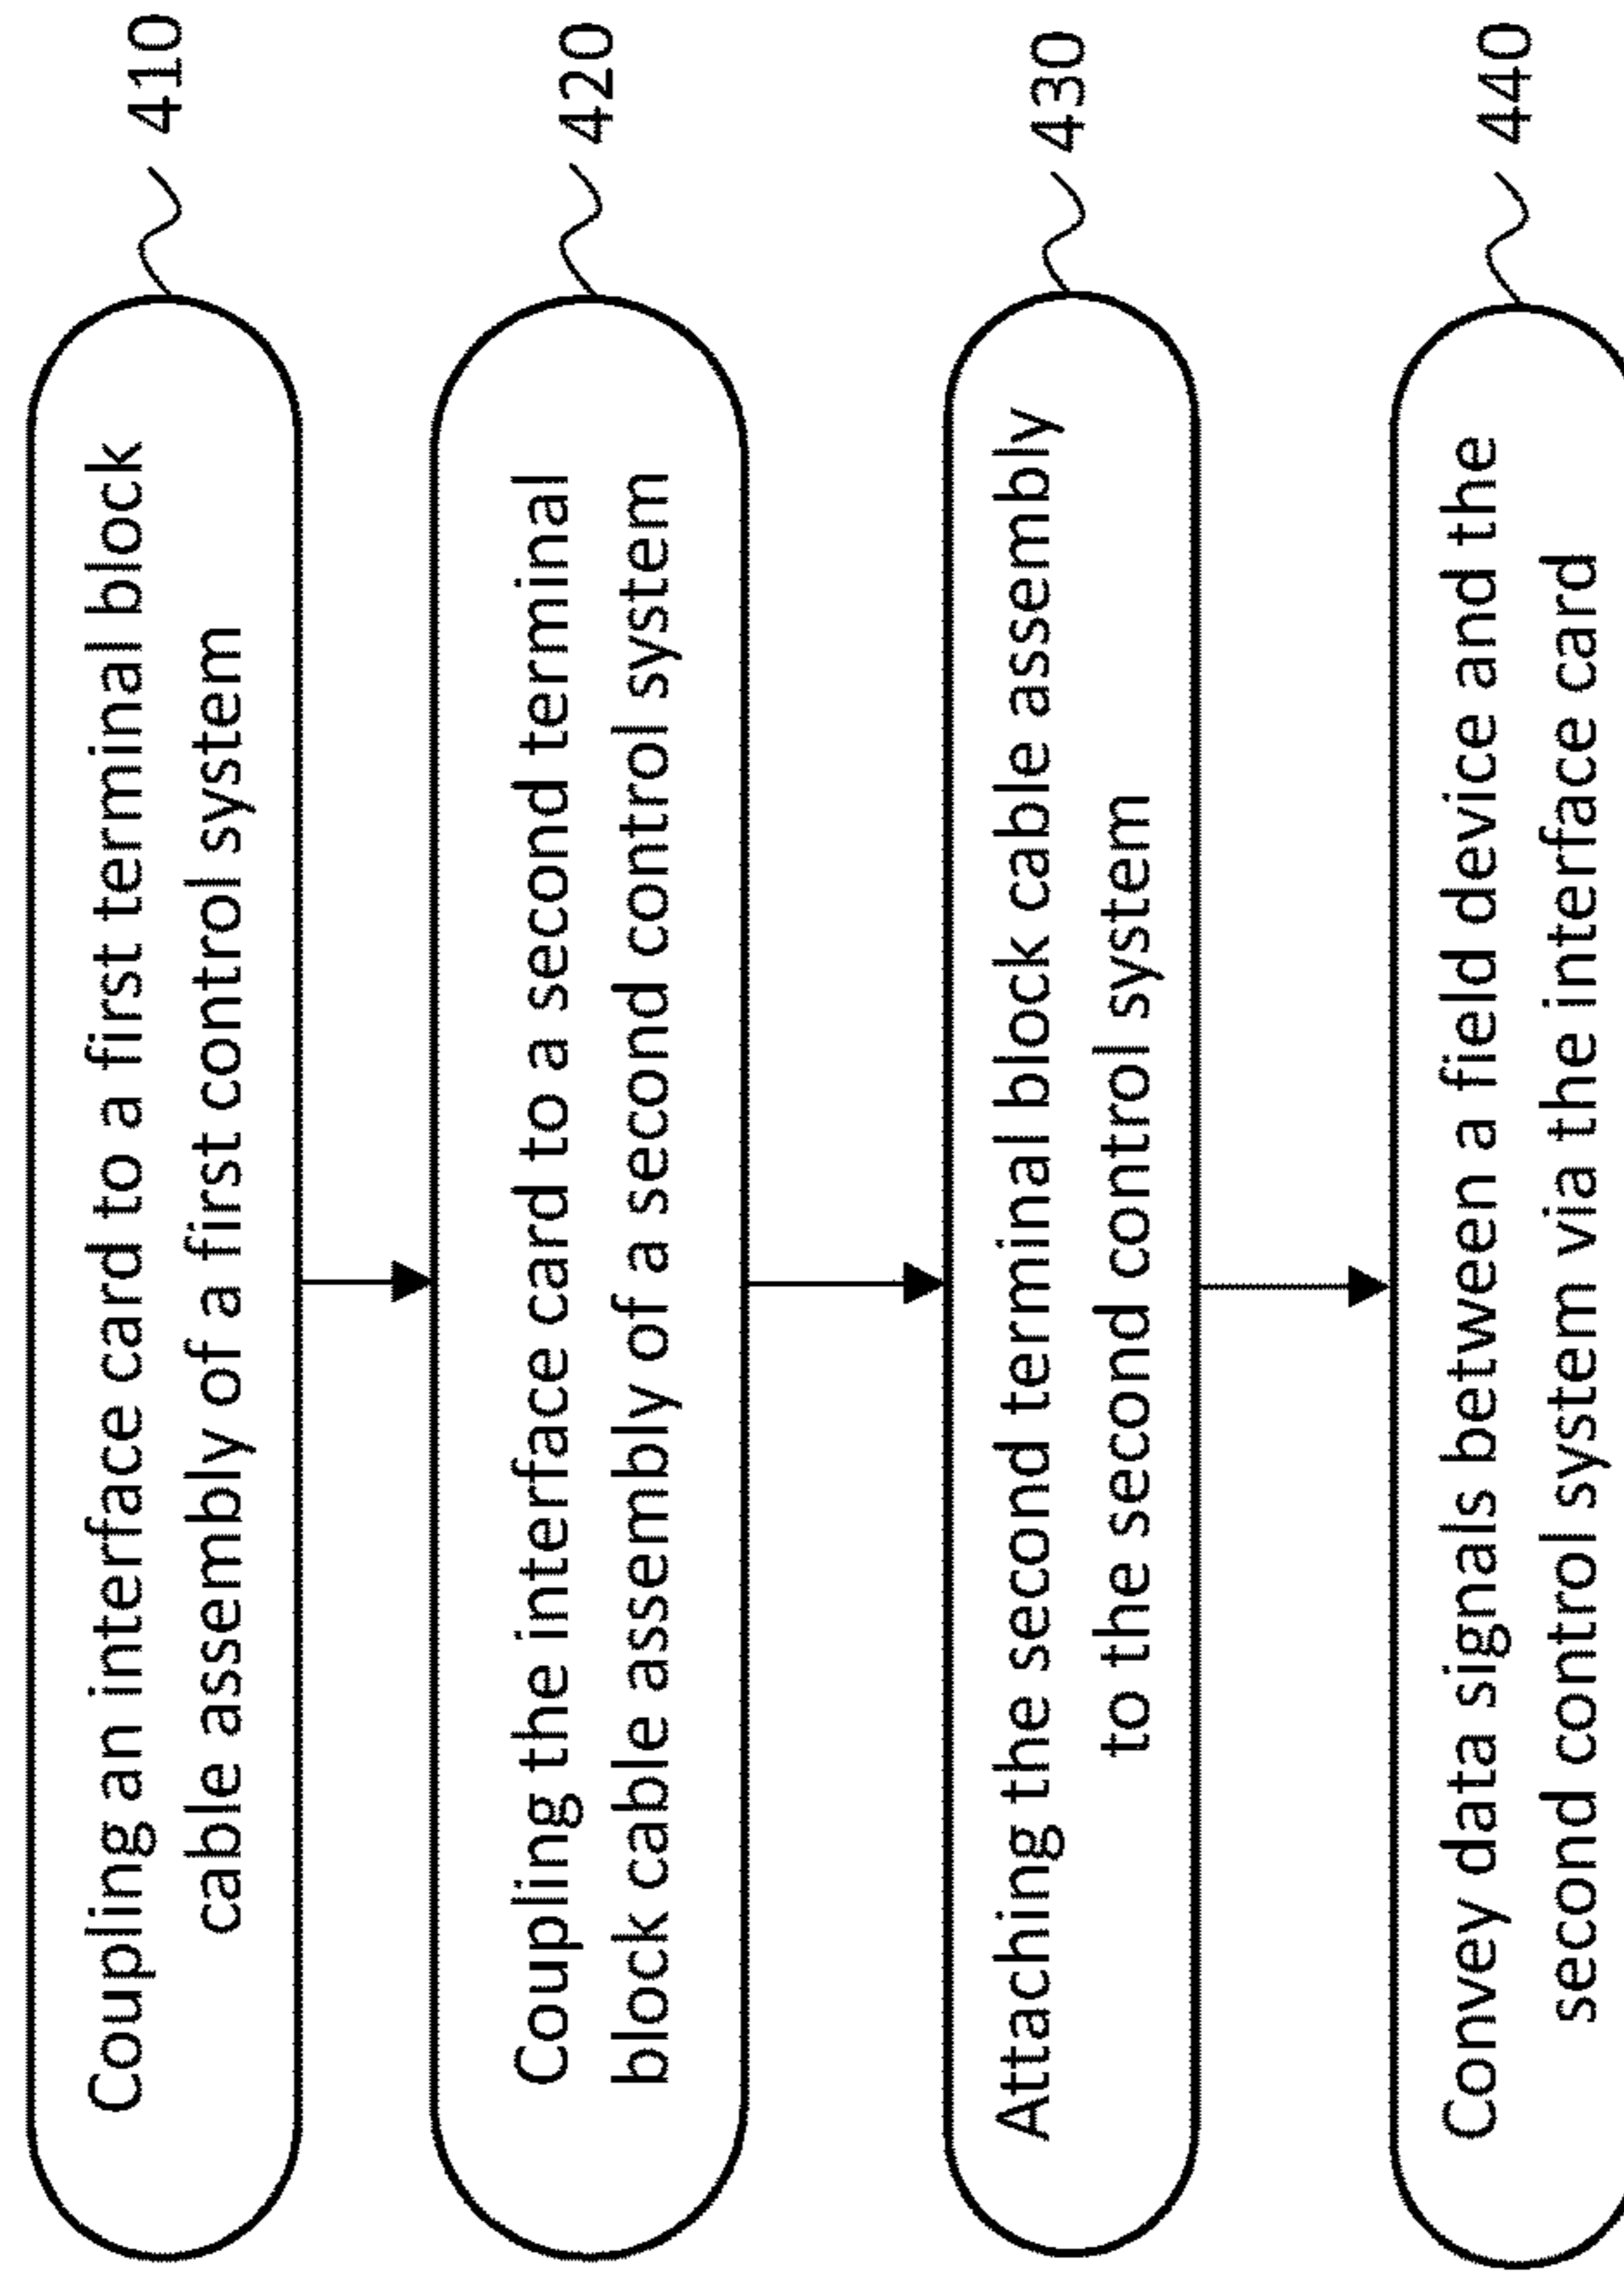 Coupling an interface card to a first terminal block
cable assembly of a first control system
410
Coupling the interface card to a second terminal
block cable assembly of a second control system
420
Attaching the second terminal block cable assembly
to the second control system
430
Convey data signals between a field device and the
second control system via the interface card
440